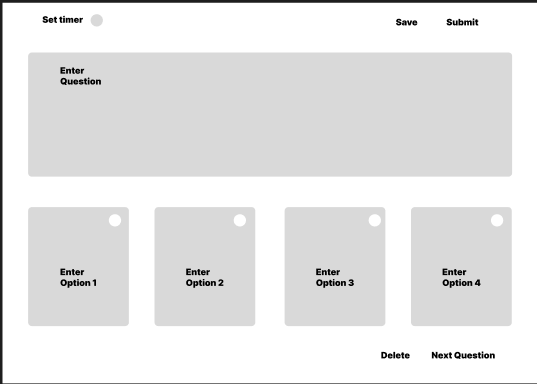 Set timer
Save
Submit
Enter
Question
Enter
Option 1
Enter
Option 2
Enter
Option 3
Enter
Option 4
Delete
Next Question